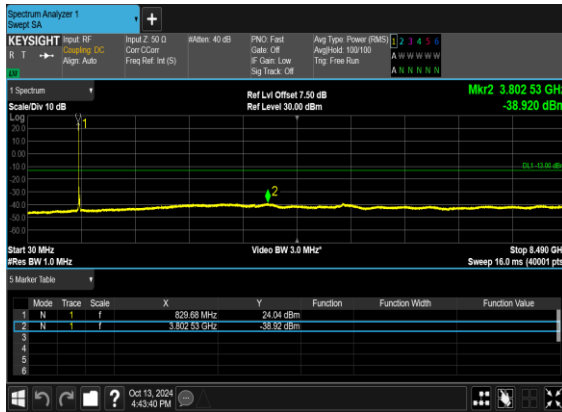 Spectrum Analyzer 1
Swept SA
+
KEYSIGHT Input: RF Input Z: 50 Ω #Atten: 40 dB PNO: Fast Avg Type: Power (RMS) 1 2 3 4 5 6
R T Coupling: DC Corr CCorr Gate: Off Avg|Hold: 100/100 A W W W W W
Align: Auto Freq Ref: Int (S) IF Gain: Low Trig: Free Run
Sig Track: Off A N N N N N
1 Spectrum
Ref Lvl Offset 7.50 dB Mkr2 3.802 53 GHz
Scale/Div 10 dB Ref Level 30.00 dBm -38.920 dBm
Log
1
20.0
10.0
0.00
-10.0
DL1 -13.00 dBm
-20.0
-30.0
2
-40.0
-50.0
-60.0
Start 30 MHz Video BW 3.0 MHz* Stop 8.490 GH
#Res BW 1.0 MHz Sweep 16.0 ms (40001 pts
5 Marker Table
Mode Trace Scale X Y Function Function Width Function Value
1 N 1 f 829.68 MHz 24.04 dBm
2 N 1 f 3.802 53 GHz -38.92 dBm
3
4
5
6
? Oct 13, 2024
4:43:40 PM